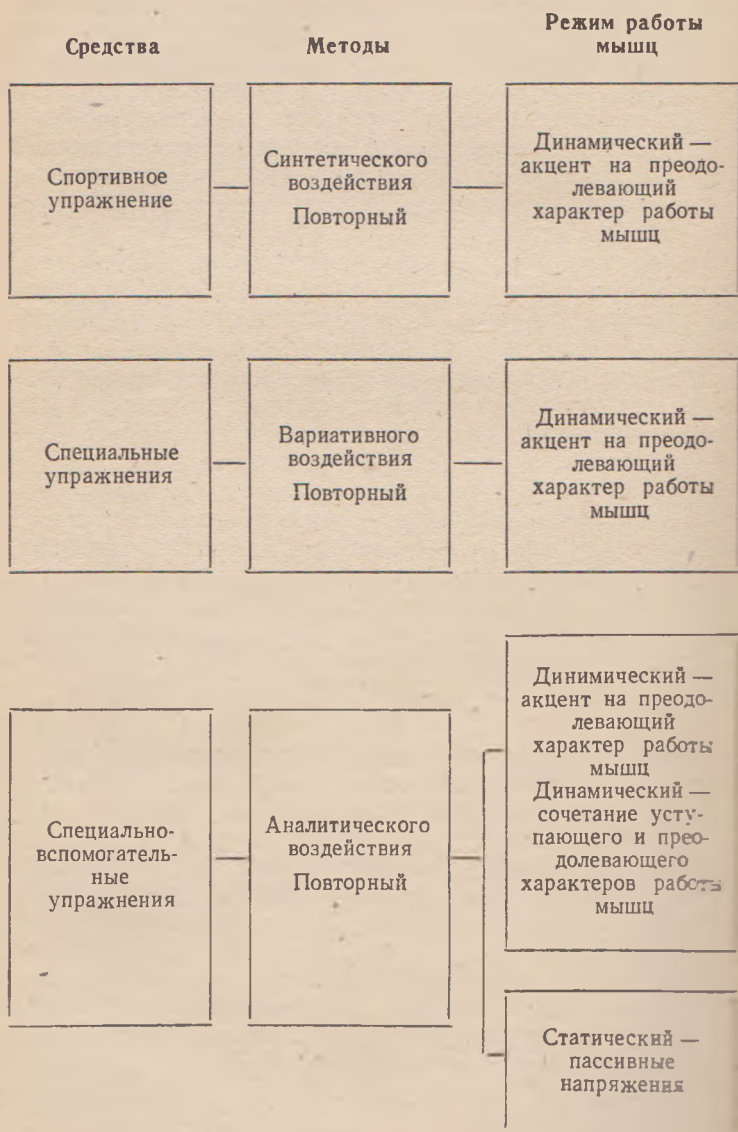 Средства
Методы
Режим работы
мышц
Спортивное
упражнение
Синтетического
воздействия
Повторный
Динамический —
акцент на преодо-
левающий
характер работы
мышц
Специальные
упражнения
Вариативного
воздействия
Повторный
Динамический —
акцент на преодо-
левающий
характер работы
мышц
Специально-
вспомогатель-
ные
упражнения
Аналитического
воздействия
Повторный
Динимический —
акцент на преодо-
левающий
характер работы
мышц
Динамический —
сочетание усту-
пающего и прео-
долевающего
характеров работы
мышц
Статический —
пассивные
напряжения